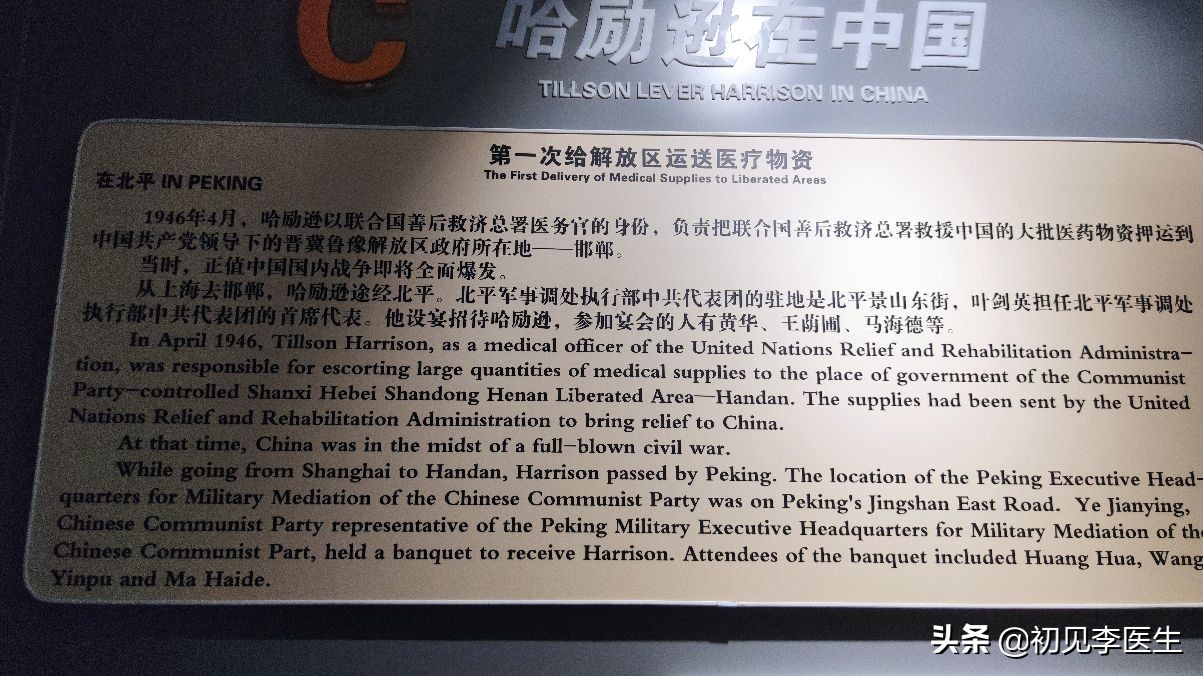 C
哈励逊在中国
TILLSON LEVER HARRISON IN CHINA
第一次给解放区运送医疗物资
The First Delivery of Medical Supplies to Liberated Areas
在北平 IN PEKING
1946年4月，哈励逊以联合国善后救济总署医务官的身份，负责把联合国善后救济总署救援中国的大批医药物资押运到
中国共产党领导下的晋冀鲁豫解放区政府所在地——邯郸。
当时，正值中国国内战争即将全面爆发。
从上海去邯郸，哈励逊途经北平。北平军事调处执行部中共代表团的驻地是北平景山东街，叶剑英担任北平军事调处
执行部中共代表团的首席代表。他设宴招待哈励逊，参加宴会的人有黄华、王荫圃、马海德等。
In April 1946, Tillson Harrison, as a medical officer of the United Nations Relief and Rehabilitation Administra-
tion, was responsible for escorting large quantities of medical supplies to the place of government of the Communist
Party-controlled Shanxi Hebei Shandong Henan Liberated Area—Handan. The supplies had been sent by the United
Nations Relief and Rehabilitation Administration to bring relief to China.
At that time, China was in the midst of a full-blown civil war.
While going from Shanghai to Handan, Harrison passed by Peking. The location of the Peking Executive Head-
quarters for Military Mediation of the Chinese Communist Party was on Peking's Jingshan East Road. Ye Jianying,
Chinese Communist Party representative of the Peking Military Executive Headquarters for Military Mediation of the
Chinese Communist Part, held a banquet to receive Harrison. Attendees of the banquet included Huang Hua, Wang
Yinpu and Ma Haide.
头条 @初见李医生